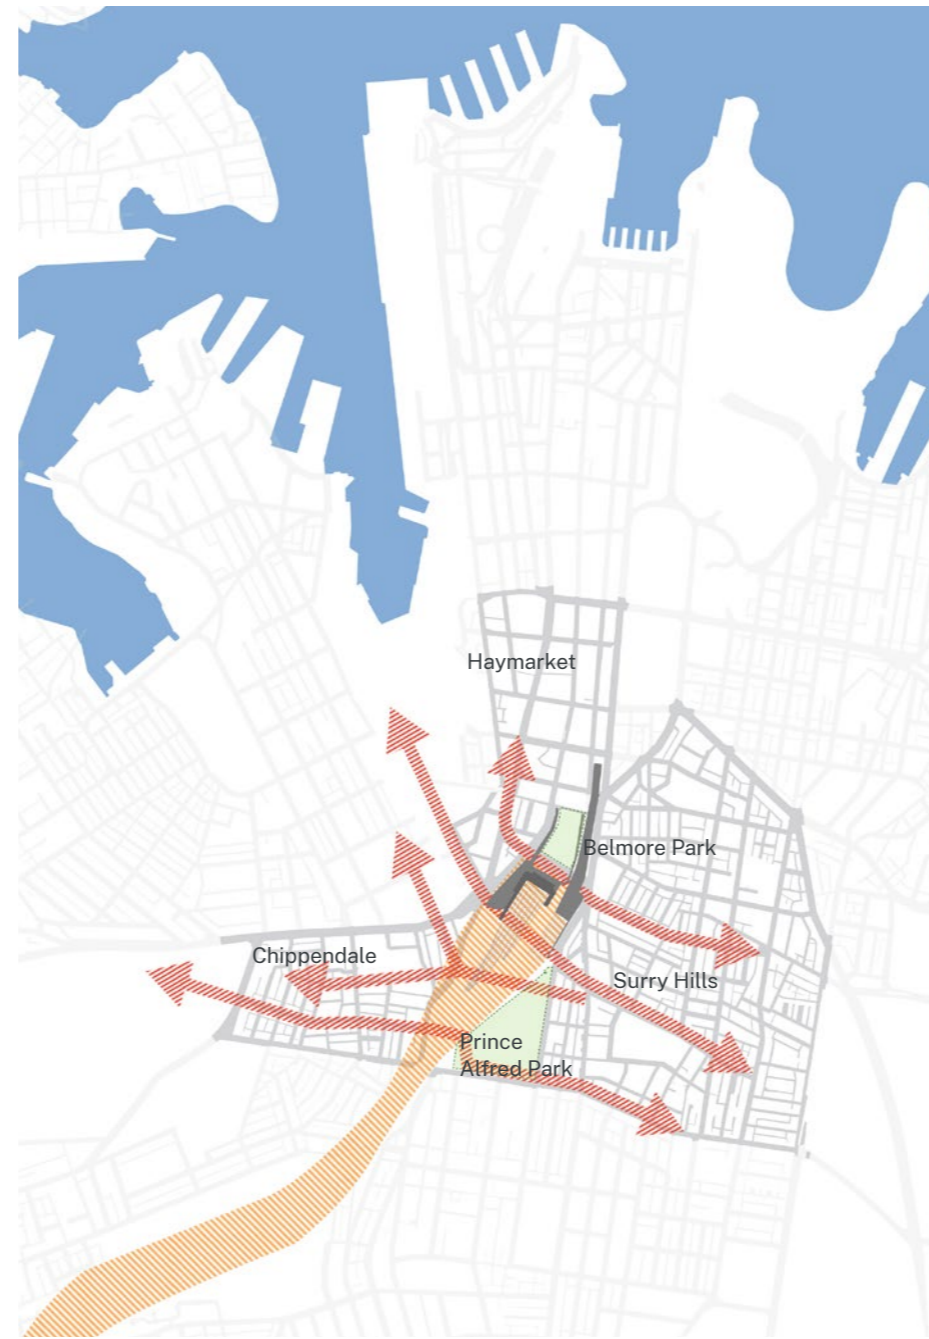 Haymarket
Belmore Park
Chippendale
Surry Hills
Prince
Alfred Park